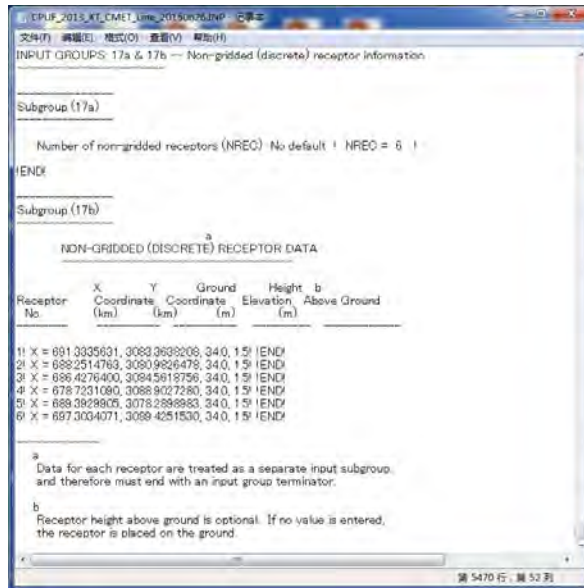 CPUF_2013_KT_CMET_Line_20150626.INP - 记事本
文件(F) 编辑(E) 格式(O) 查看(V) 帮助(H)
INPUT GROUPS: 17a & 17b -- Non-gridded (discrete) receptor information
Subgroup (17a)
Number of non-gridded receptors (NREC) No default ! NREC = 6 !
!END!
Subgroup (17b)
a
NON-GRIDDED (DISCRETE) RECEPTOR DATA
X Y Ground Height b
Receptor Coordinate Coordinate Elevation Above Ground
No. (km) (km) (m) (m)
1! X = 691.3335631, 3083.3638208, 34.0, 1.5! !END!
2! X = 688.2514763, 3090.9826478, 34.0, 1.5! !END!
3! X = 686.4276400, 3084.5618756, 34.0, 1.5! !END!
4! X = 678.7231090, 3088.9027280, 34.0, 1.5! !END!
5! X = 689.3929905, 3078.2898983, 34.0, 1.5! !END!
6! X = 697.3034071, 3089.4251530, 34.0, 1.5! !END!
a
Data for each receptor are treated as a separate input subgroup
and therefore must end with an input group terminator.
b
Receptor height above ground is optional. If no value is entered,
the receptor is placed on the ground.
第 5470 行, 第 52 列